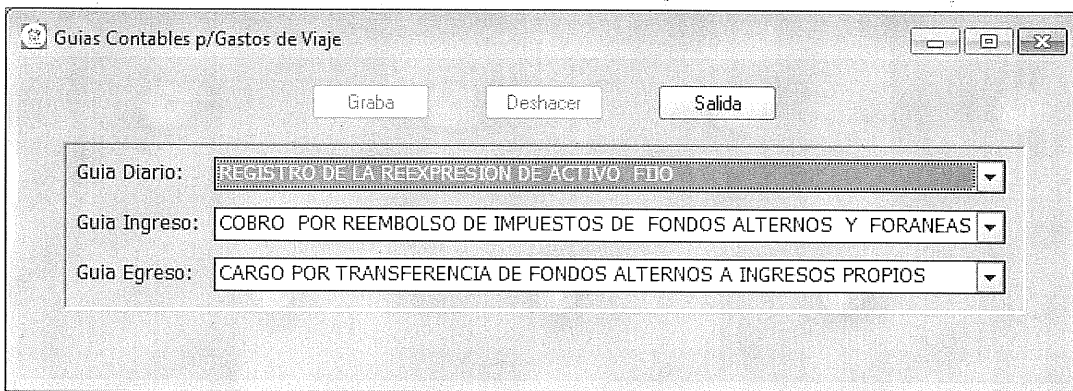 Guias Contables p/Gastos de Viaje
Graba Deshacer Salida
Guia Diario: REGISTRO DE LA REEXPRESION DE ACTIVO FIJO
Guia Ingreso: COBRO POR REEMBOLSO DE IMPUESTOS DE FONDOS ALTERNOS Y FORANEAS
Guia Egreso: CARGO POR TRANSFERENCIA DE FONDOS ALTERNOS A INGRESOS PROPIOS